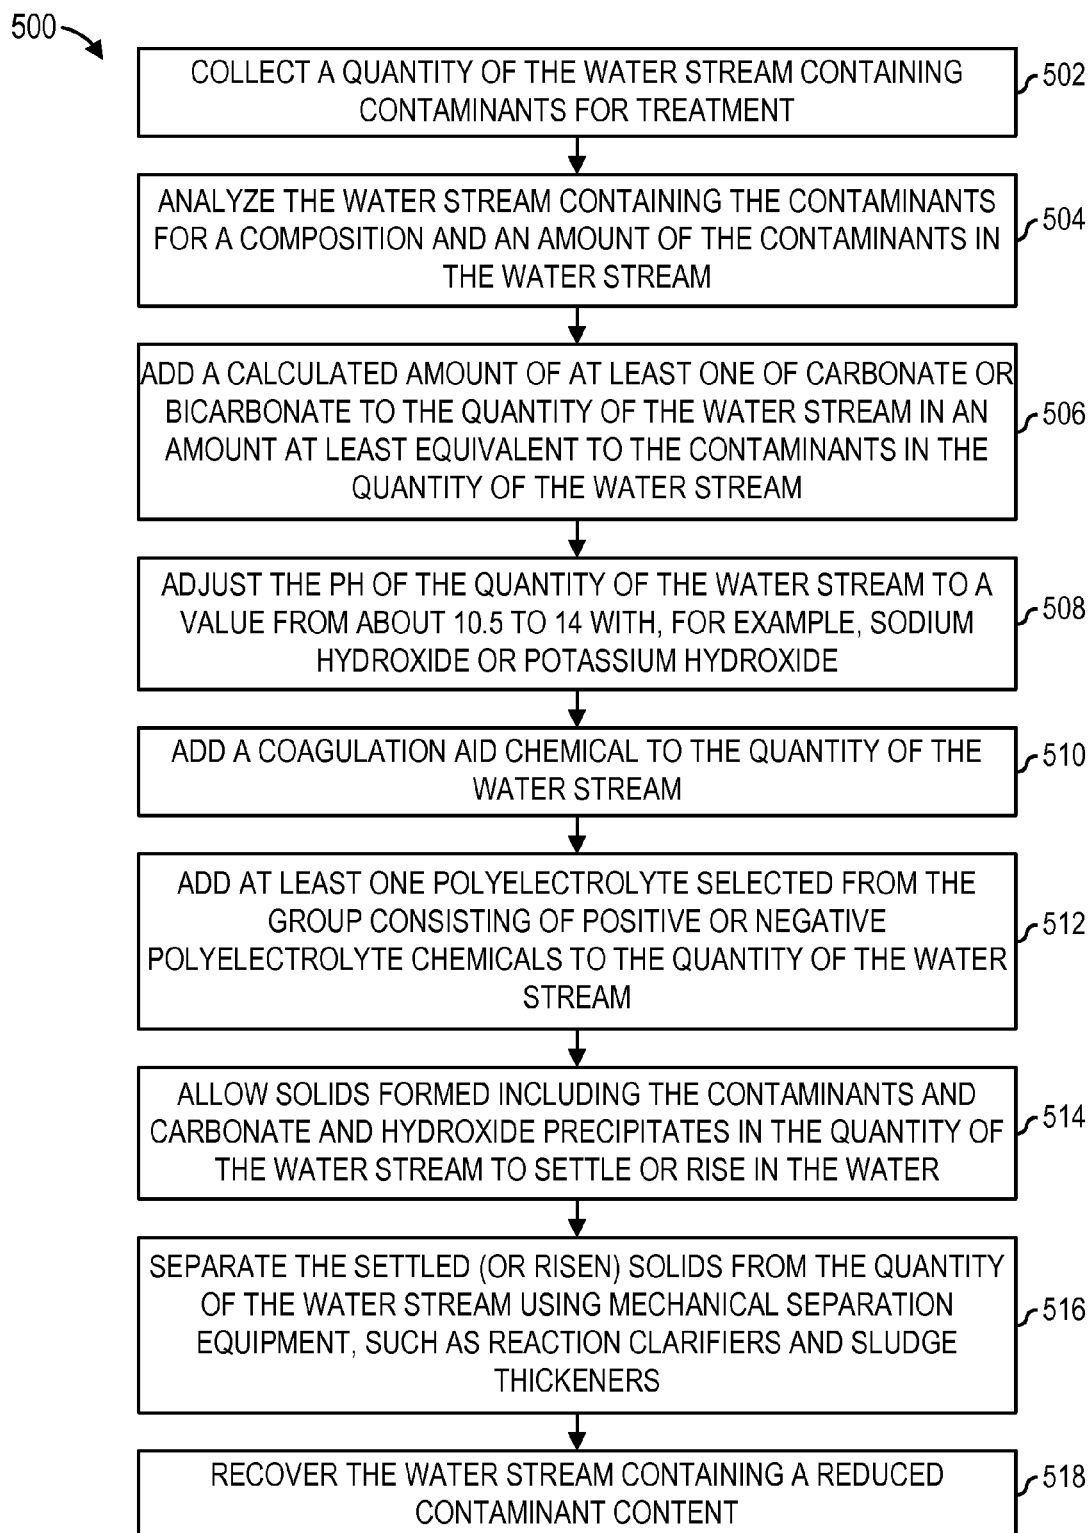 500
COLLECT A QUANTITY OF THE WATER STREAM CONTAINING
CONTAMINANTS FOR TREATMENT
502
ANALYZE THE WATER STREAM CONTAINING THE CONTAMINANTS
FOR A COMPOSITION AND AN AMOUNT OF THE CONTAMINANTS IN
THE WATER STREAM
504
ADD A CALCULATED AMOUNT OF AT LEAST ONE OF CARBONATE OR
BICARBONATE TO THE QUANTITY OF THE WATER STREAM IN AN
AMOUNT AT LEAST EQUIVALENT TO THE CONTAMINANTS IN THE
QUANTITY OF THE WATER STREAM
506
ADJUST THE PH OF THE QUANTITY OF THE WATER STREAM TO A
VALUE FROM ABOUT 10.5 TO 14 WITH, FOR EXAMPLE, SODIUM
HYDROXIDE OR POTASSIUM HYDROXIDE
508
ADD A COAGULATION AID CHEMICAL TO THE QUANTITY OF THE
WATER STREAM
510
ADD AT LEAST ONE POLYELECTROLYTE SELECTED FROM THE
GROUP CONSISTING OF POSITIVE OR NEGATIVE
POLYELECTROLYTE CHEMICALS TO THE QUANTITY OF THE WATER
STREAM
512
ALLOW SOLIDS FORMED INCLUDING THE CONTAMINANTS AND
CARBONATE AND HYDROXIDE PRECIPITATES IN THE QUANTITY OF
THE WATER STREAM TO SETTLE OR RISE IN THE WATER
514
SEPARATE THE SETTLED (OR RISEN) SOLIDS FROM THE QUANTITY
OF THE WATER STREAM USING MECHANICAL SEPARATION
EQUIPMENT, SUCH AS REACTION CLARIFIERS AND SLUDGE
THICKENERS
516
RECOVER THE WATER STREAM CONTAINING A REDUCED
CONTAMINANT CONTENT
518